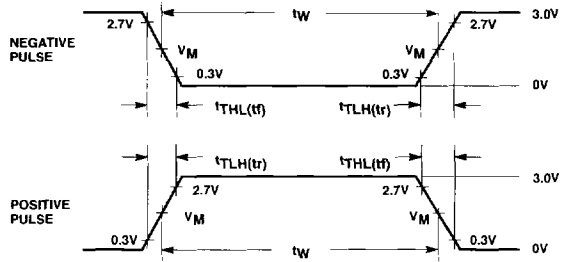 tW
3.0V
2.7V
2.7V
NEGATIVE
PULSE
VM
VM
0.3V
0.3V
0V
tTHL(tf)
tTLH(tr)
tTLH(tr)
tTHL(tf)
2.7V
2.7V
3.0V
POSITIVE
PULSE
VM
VM
0.3V
0.3V
tW
0V